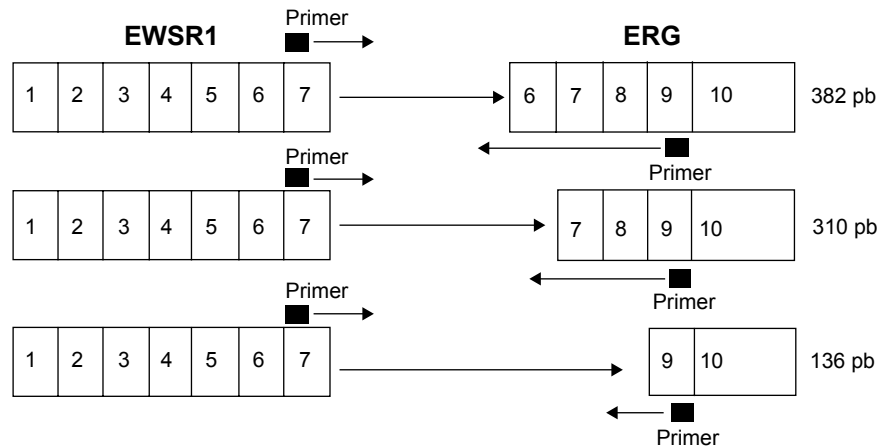 Primer
EWSR1 ERG
1 2 3 4 5 6 7 6 7 8 9 10 382 pb
Primer Primer
1 2 3 4 5 6 7 7 8 9 10 310 pb
Primer Primer
1 2 3 4 5 6 7 9 10 136 pb
Primer